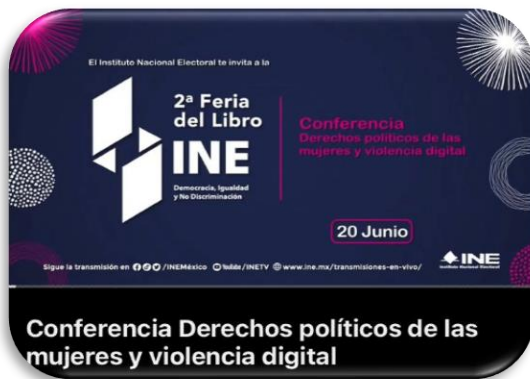 El Instituto Nacional Electoral te invita a la
2ª Feria
del Libro
INE
Democracia, Igualdad
y No Discriminación
Conferencia
Derechos políticos de las
mujeres y violencia digital
20 Junio
Sigue la transmisión en /INEMéxico YouTube /INETV www.ine.mx/transmisiones-en-vivo/
INE
Instituto Nacional Electoral
Conferencia Derechos políticos de las
mujeres y violencia digital